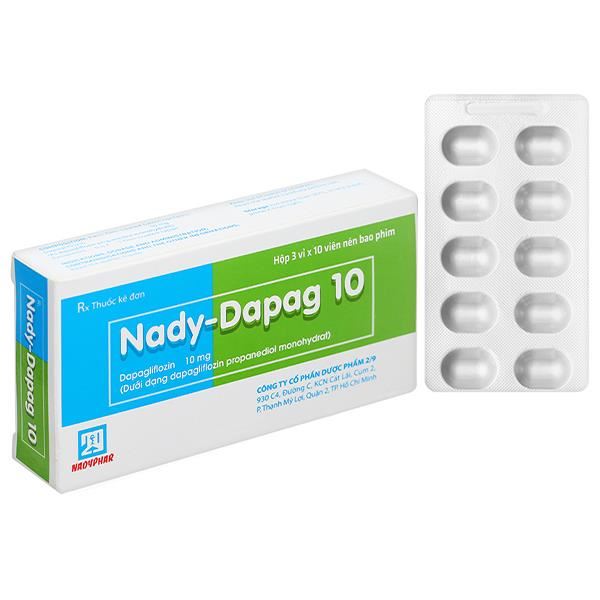 Hộp 3 vỉ x 10 viên nén bao phim
Rx Thuốc kê đơn
Nady-Dapag 10
Dapagliflozin 10 mg
(Dưới dạng dapagliflozin propanediol monohydrat)
CÔNG TY CỔ PHẦN DƯỢC PHẨM 2/9
930 C4, Đường C, KCN Cát Lái, Cụm 2,
P.Thạnh Mỹ Lợi, Quận 2, TP Hồ Chí Minh
Nady-Dapag 10
NADYPHAR